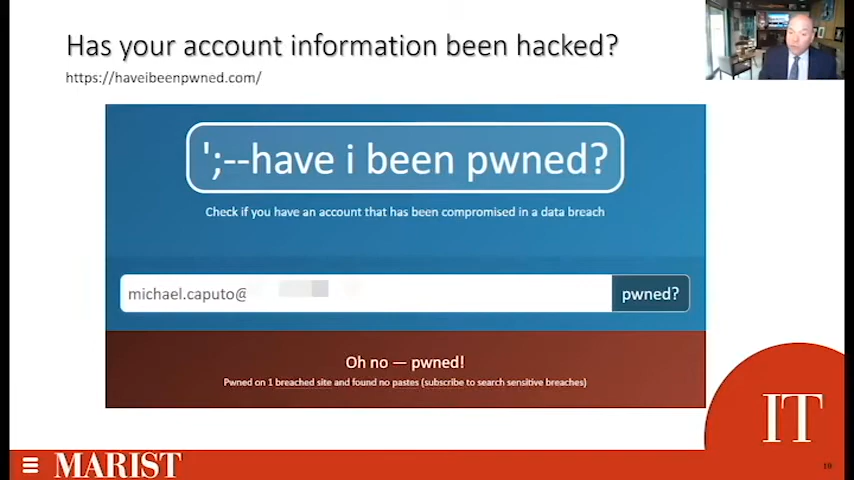 Has your account information been hacked?
https://haveibeenpwned.com/
';--have i been pwned?
Check if you have an account that has been compromised in a data breach
michael.caputo@
pwned?
Oh no — pwned!
Pwned on 1 breached site and found no pastes (subscribe to search sensitive breaches)
IT
MARIST
19